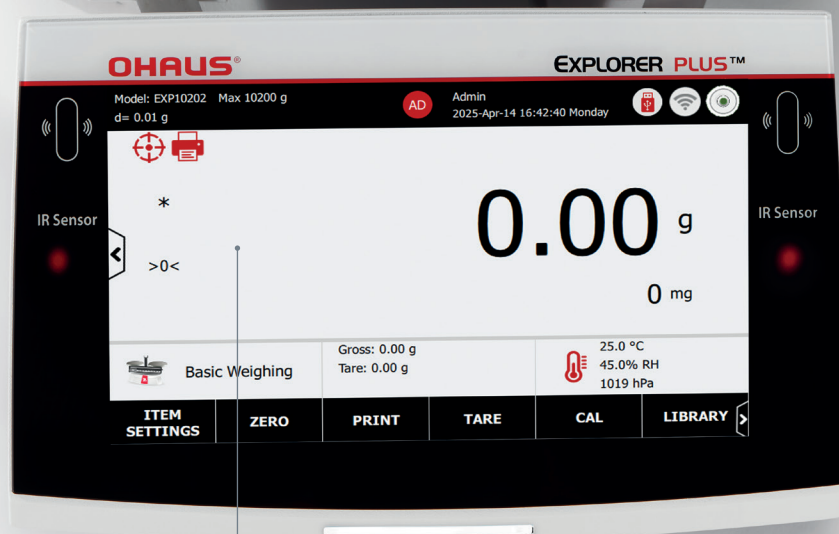 OHAUS®
EXPLORER PLUS™
Model: EXP10202 Max 10200 g
d= 0.01 g
AD
Admin
2025-Apr-14 16:42:40 Monday
IR Sensor
IR Sensor
*
0.00 g
>0<
0 mg
Basic Weighing
Gross: 0.00 g
Tare: 0.00 g
25.0 °C
45.0% RH
1019 hPa
ITEM
SETTINGS
ZERO
PRINT
TARE
CAL
LIBRARY